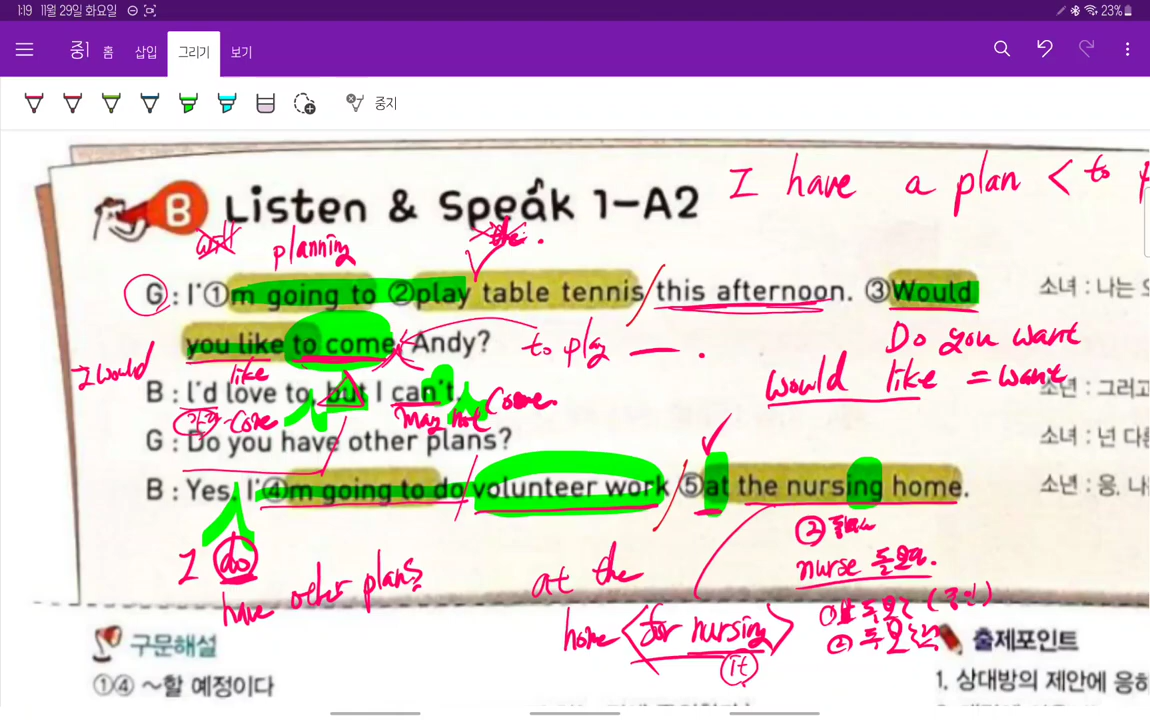 1:19 11월 29일 화요일 23%
중1 홈 삽입 그리기 보기
중지
I have a plan < to
B Listen & Speak 1-A2
planning the.
G : I'①m going to ②play table tennis this afternoon. ③Would 소녀 : 나는
you like to come, Andy? to play Do you want
I would like would like = want
B : I'd love to, but I can't. 소년 : 그러고
come may not come
G : Do you have other plans? 소녀 : 넌 다른
B : Yes, I'④m going to do volunteer work ⑤at the nursing home. 소년 : 응, 나
②
nurse 돌보다.
I do have other plans? at the
home <for nursing> ①
it ②
구문해설 출제포인트
①④ ~할 예정이다 1. 상대방의 제안에 응하